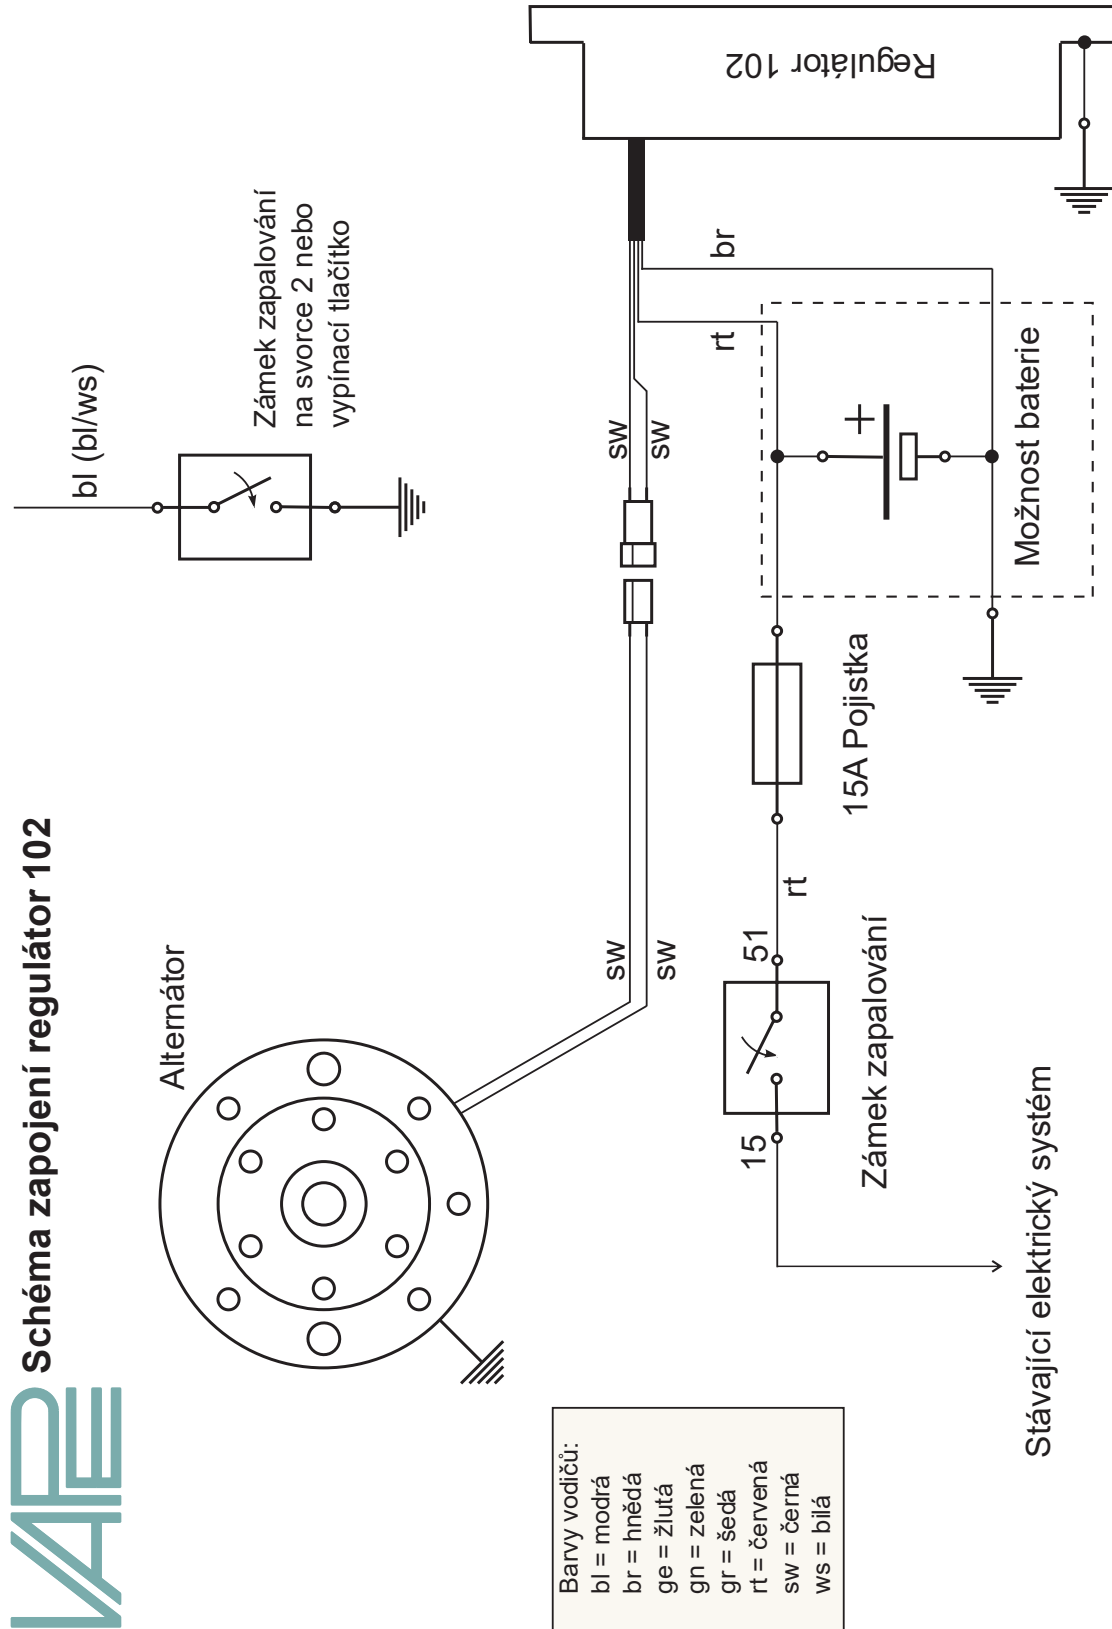 VAPE
Schéma zapojení regulátor 102
Alternátor
bl (bl/ws)
Zámek zapalování
na svorce 2 nebo
vypínací tlačítko
sw
sw
sw
sw
Regulátor 102
rt
br
Možnost baterie
+
15A Pojistka
rt
51
15
Zámek zapalování
Stávající elektrický systém
Barvy vodičů:
bl = modrá
br = hnědá
ge = žlutá
gn = zelená
gr = šedá
rt = červená
sw = černá
ws = bílá